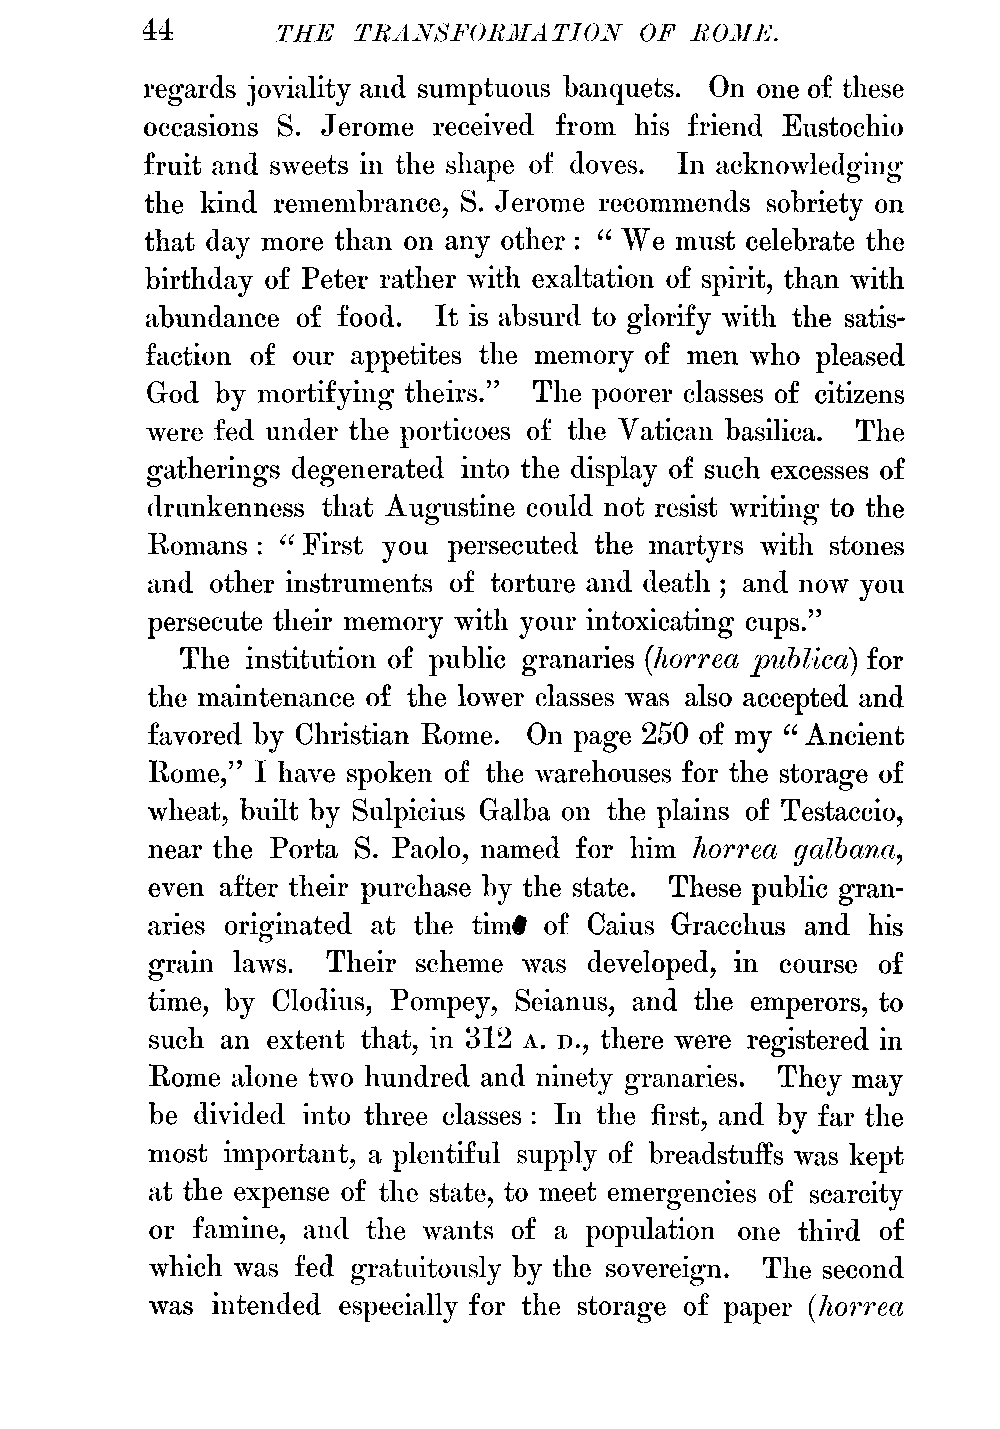 44 THE TRANSFORMATION OF ROME.
regards joviality and sumptuous banquets. On one of these
occasions S. Jerome received from his friend Eustochio
fruit and sweets in the shape of doves. In acknowledging
the kind remembrance, S. Jerome recommends sobriety on
that day more than on any other : “ We must celebrate the
birthday of Peter rather with exaltation of spirit, than with
abundance of food. It is absurd to glorify with the satis-
faction of our appetites the memory of men who pleased
God by mortifying theirs.” The poorer classes of citizens
were fed under the porticoes of the Vatican basilica. The
gatherings degenerated into the display of such excesses of
drunkenness that Augustine could not resist writing to the
Romans : “ First you persecuted the martyrs with stones
and other instruments of torture and death ; and now you
persecute their memory with your intoxicating cups.”
The institution of public granaries (horrea publica) for
the maintenance of the lower classes was also accepted and
favored by Christian Rome. On page 250 of my “ Ancient
Rome,” I have spoken of the warehouses for the storage of
wheat, built by Sulpicius Galba on the plains of Testaccio,
near the Porta S. Paolo, named for him horrea galbana,
even after their purchase by the state. These public gran-
aries originated at the time of Caius Gracchus and his
grain laws. Their scheme was developed, in course of
time, by Clodius, Pompey, Seianus, and the emperors, to
such an extent that, in 312 A. D., there were registered in
Rome alone two hundred and ninety granaries. They may
be divided into three classes : In the first, and by far the
most important, a plentiful supply of breadstuffs was kept
at the expense of the state, to meet emergencies of scarcity
or famine, and the wants of a population one third of
which was fed gratuitously by the sovereign. The second
was intended especially for the storage of paper (horrea